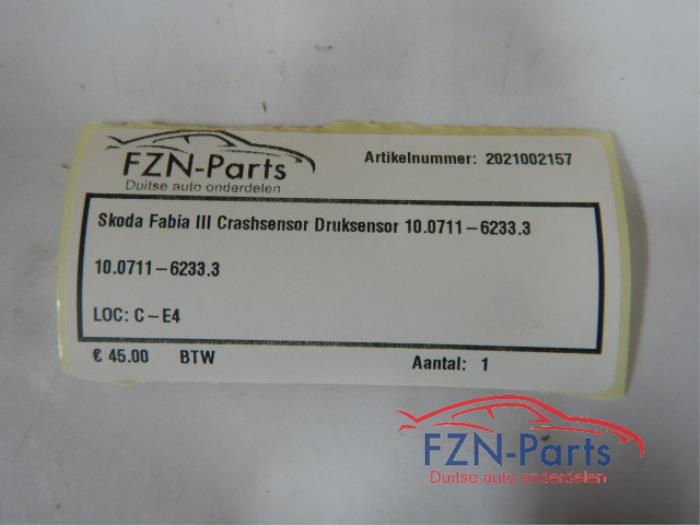 FZN-Parts
Duitse auto onderdelen
Artikelnummer: 2021002157
Skoda Fabia III Crashsensor Druksensor 10.0711-6233.3
10.0711-6233.3
LOC: C-E4
€ 45.00 BTW Aantal: 1
FZN-Parts
Duitse auto onderdelen